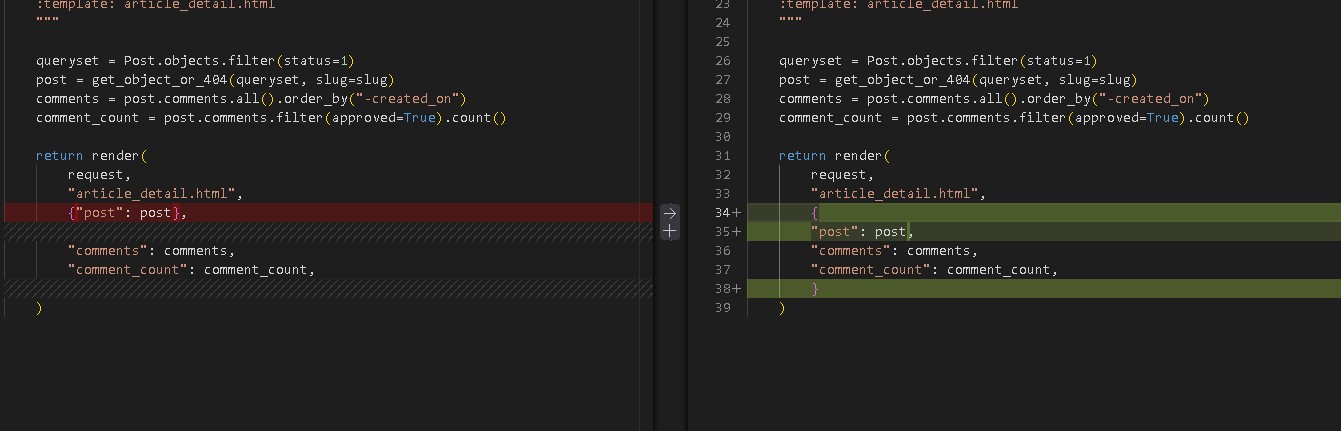 :template: article_detail.html
"""
queryset = Post.objects.filter(status=1)
post = get_object_or_404(queryset, slug=slug)
comments = post.comments.all().order_by("-created_on")
comment_count = post.comments.filter(approved=True).count()
return render(
request,
"article_detail.html",
{"post": post},
"comments": comments,
"comment_count": comment_count,
)
23 :template: article_detail.html
24 """
25
26 queryset = Post.objects.filter(status=1)
27 post = get_object_or_404(queryset, slug=slug)
28 comments = post.comments.all().order_by("-created_on")
29 comment_count = post.comments.filter(approved=True).count()
30
31 return render(
32 request,
33 "article_detail.html",
34+ {
35+ "post": post,
36 "comments": comments,
37 "comment_count": comment_count,
38+ }
39 )